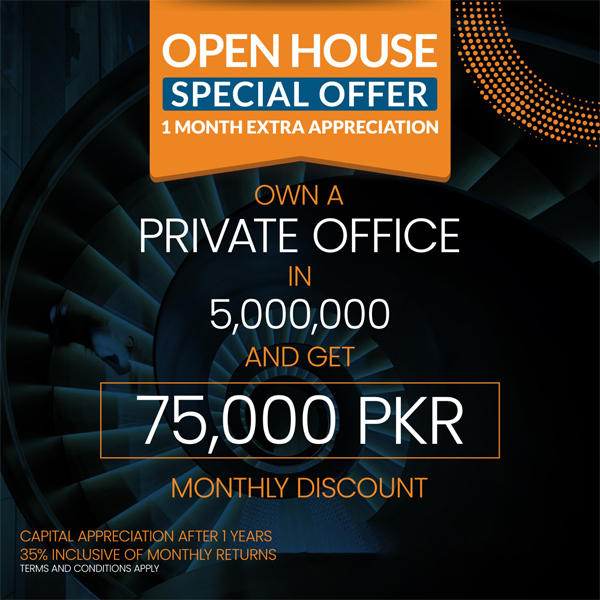 OPEN HOUSE
SPECIAL OFFER
1 MONTH EXTRA APPRECIATION
OWN A
PRIVATE OFFICE
IN
5,000,000
AND GET
75,000 PKR
MONTHLY DISCOUNT
CAPITAL APPRECIATION AFTER 1 YEARS
35% INCLUSIVE OF MONTHLY RETURNS
TERMS AND CONDITIONS APPLY